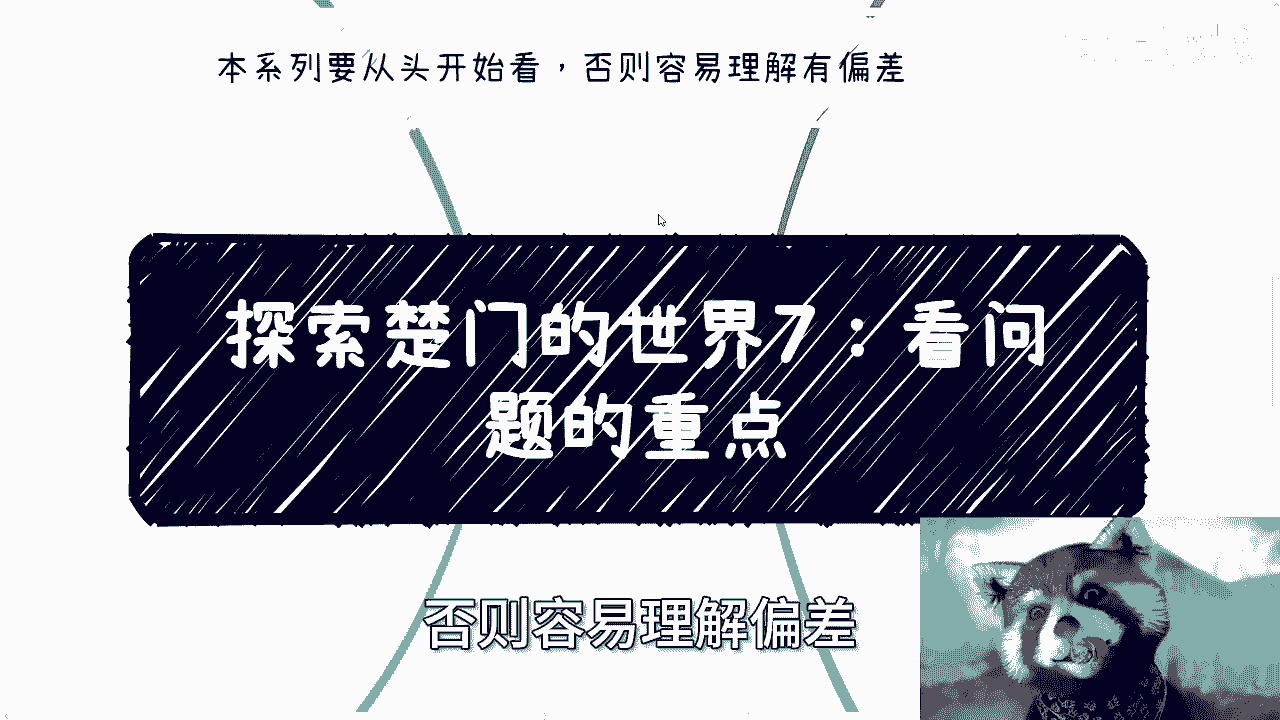 本系列要从头开始看，否则容易理解有偏差
探索楚门的世界7：看问
题的重点
否则容易理解偏差